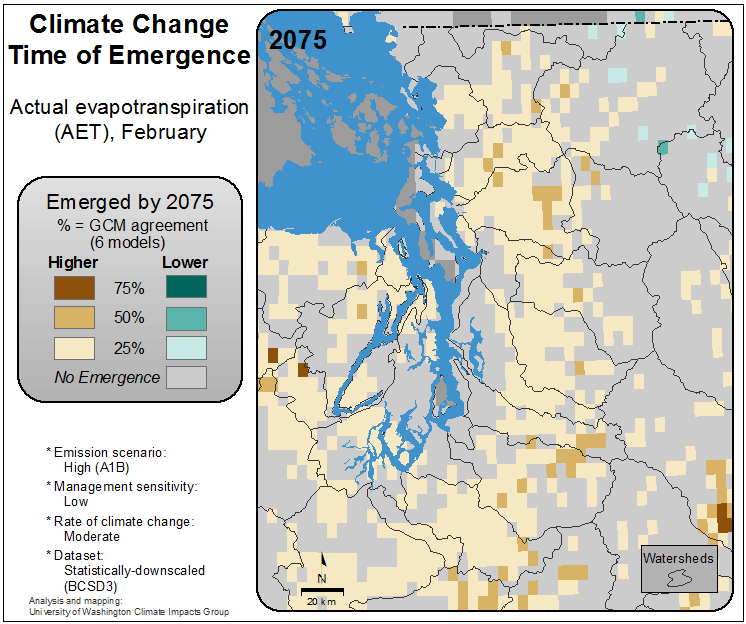 Climate Change
Time of Emergence
Actual evapotranspiration
(AET), February
Emerged by 2075
% = GCM agreement
(6 models)
Higher Lower
75%
50%
25%
No Emergence
* Emission scenario:
High (A1B)
* Management sensitivity:
Low
* Rate of climate change:
Moderate
* Dataset:
Statistically-downscaled
(BCSD3)
Analysis and mapping:
University of Washington Climate Impacts Group
2075
N
20 km
Watersheds